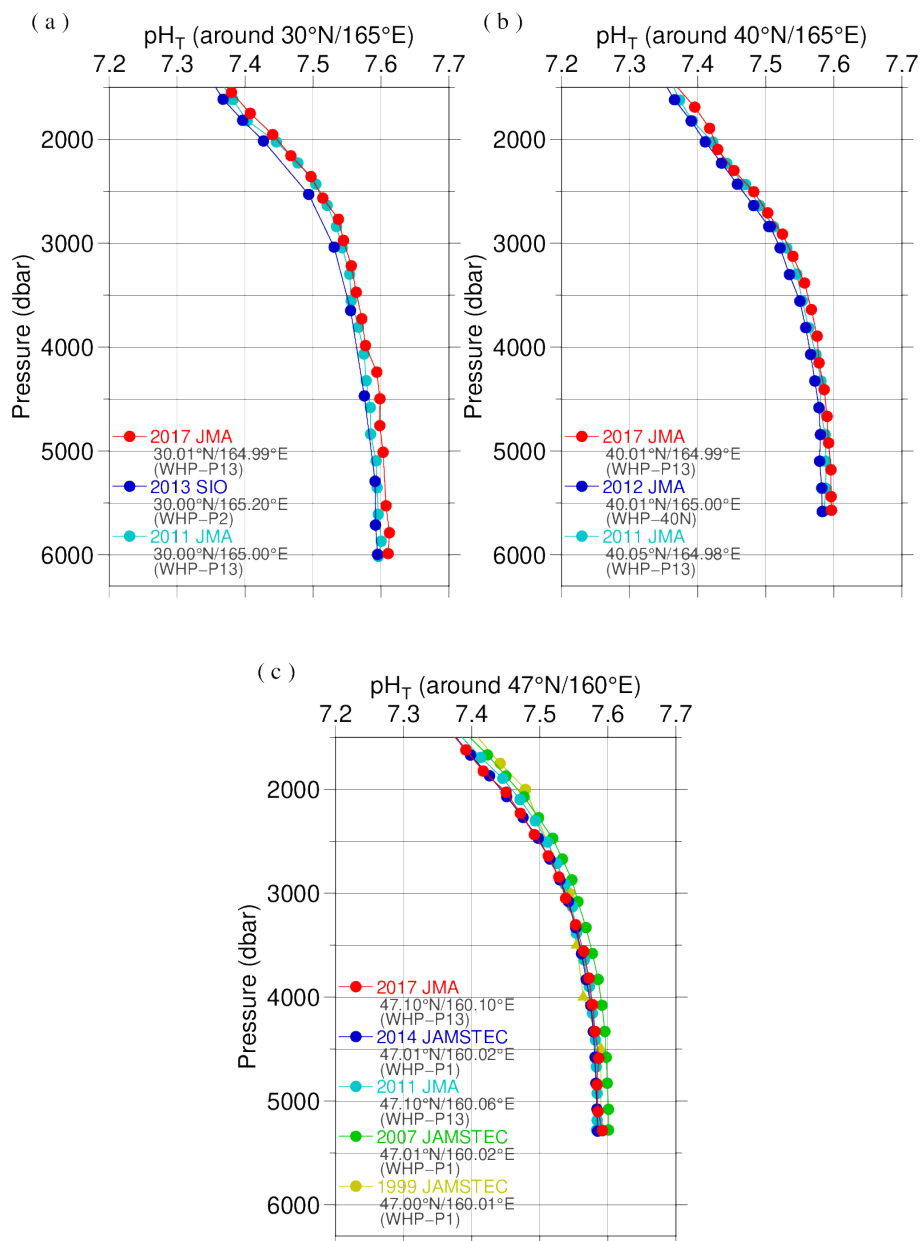 ( a )
pH_T (around 30°N/165°E)
7.2 7.3 7.4 7.5 7.6 7.7
2000
3000
4000
5000
6000
Pressure (dbar)
2017 JMA
30.01°N/164.99°E
(WHP–P13)
2013 SIO
30.00°N/165.20°E
(WHP–P2)
2011 JMA
30.00°N/165.00°E
(WHP–P13)
( b )
pH_T (around 40°N/165°E)
7.2 7.3 7.4 7.5 7.6 7.7
2000
3000
4000
5000
6000
Pressure (dbar)
2017 JMA
40.01°N/164.99°E
(WHP–P13)
2012 JMA
40.01°N/165.00°E
(WHP–40N)
2011 JMA
40.05°N/164.98°E
(WHP–P13)
( c )
pH_T (around 47°N/160°E)
7.2 7.3 7.4 7.5 7.6 7.7
2000
3000
4000
5000
6000
Pressure (dbar)
2017 JMA
47.10°N/160.10°E
(WHP–P13)
2014 JAMSTEC
47.01°N/160.02°E
(WHP–P1)
2011 JMA
47.10°N/160.06°E
(WHP–P13)
2007 JAMSTEC
47.01°N/160.02°E
(WHP–P1)
1999 JAMSTEC
47.00°N/160.01°E
(WHP–P1)